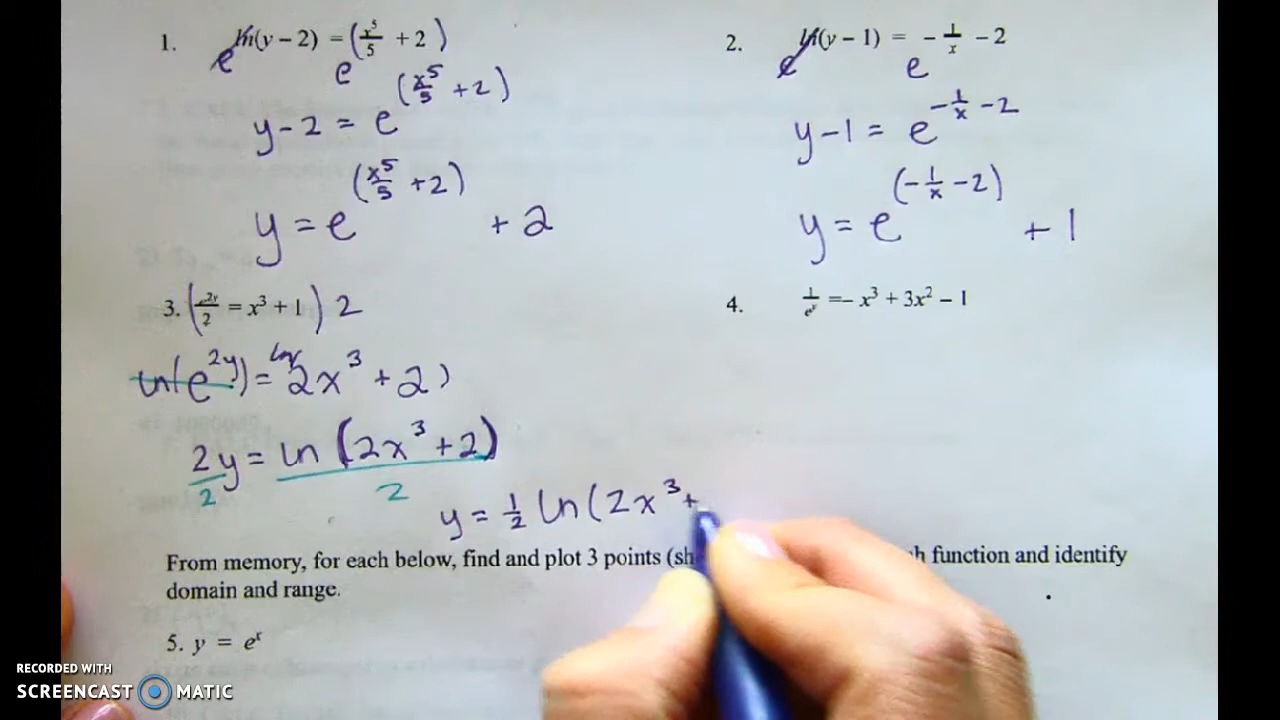 1. ln(y – 2) = (x⁵/5 + 2)
e e
y - 2 = e^(x⁵/5 + 2)
y = e^(x⁵/5 + 2) + 2
2. ln(y – 1) = - 1/x - 2
e e
y - 1 = e^(-1/x - 2)
y = e^(-1/x - 2) + 1
3. (e^2y/2 = x³ + 1) 2
ln(e^2y) = ln 2x³ + 2)
2y = ln (2x³ + 2)
2 2
y = 1/2 ln (2x³ +
4. 1/e^y = – x³ + 3x² – 1
From memory, for each below, find and plot 3 points function and identify
domain and range.
5. y = e^x
RECORDED WITH
SCREENCAST MATIC